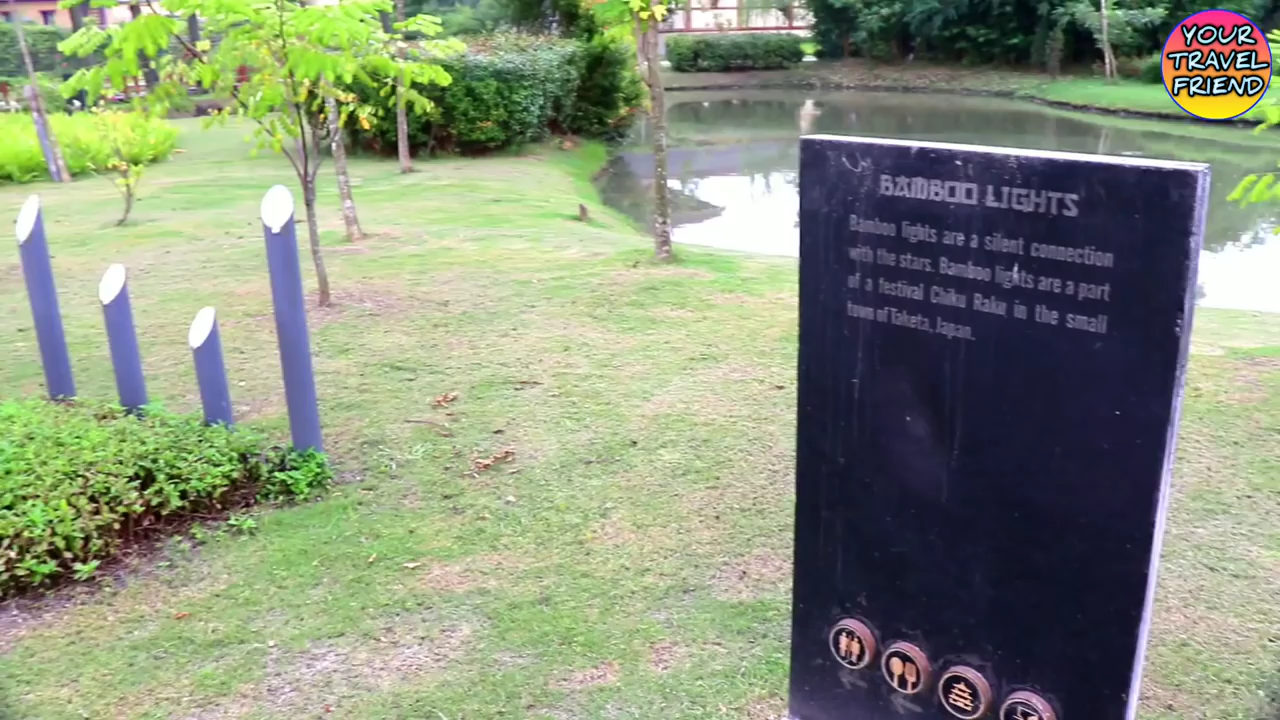 YOUR
TRAVEL
FRIEND
BAMBOO LIGHTS
Bamboo lights are a silent connection
with the stars. Bamboo lights are a part
of a festival Chiku Raku in the small
town of Taketa, Japan.